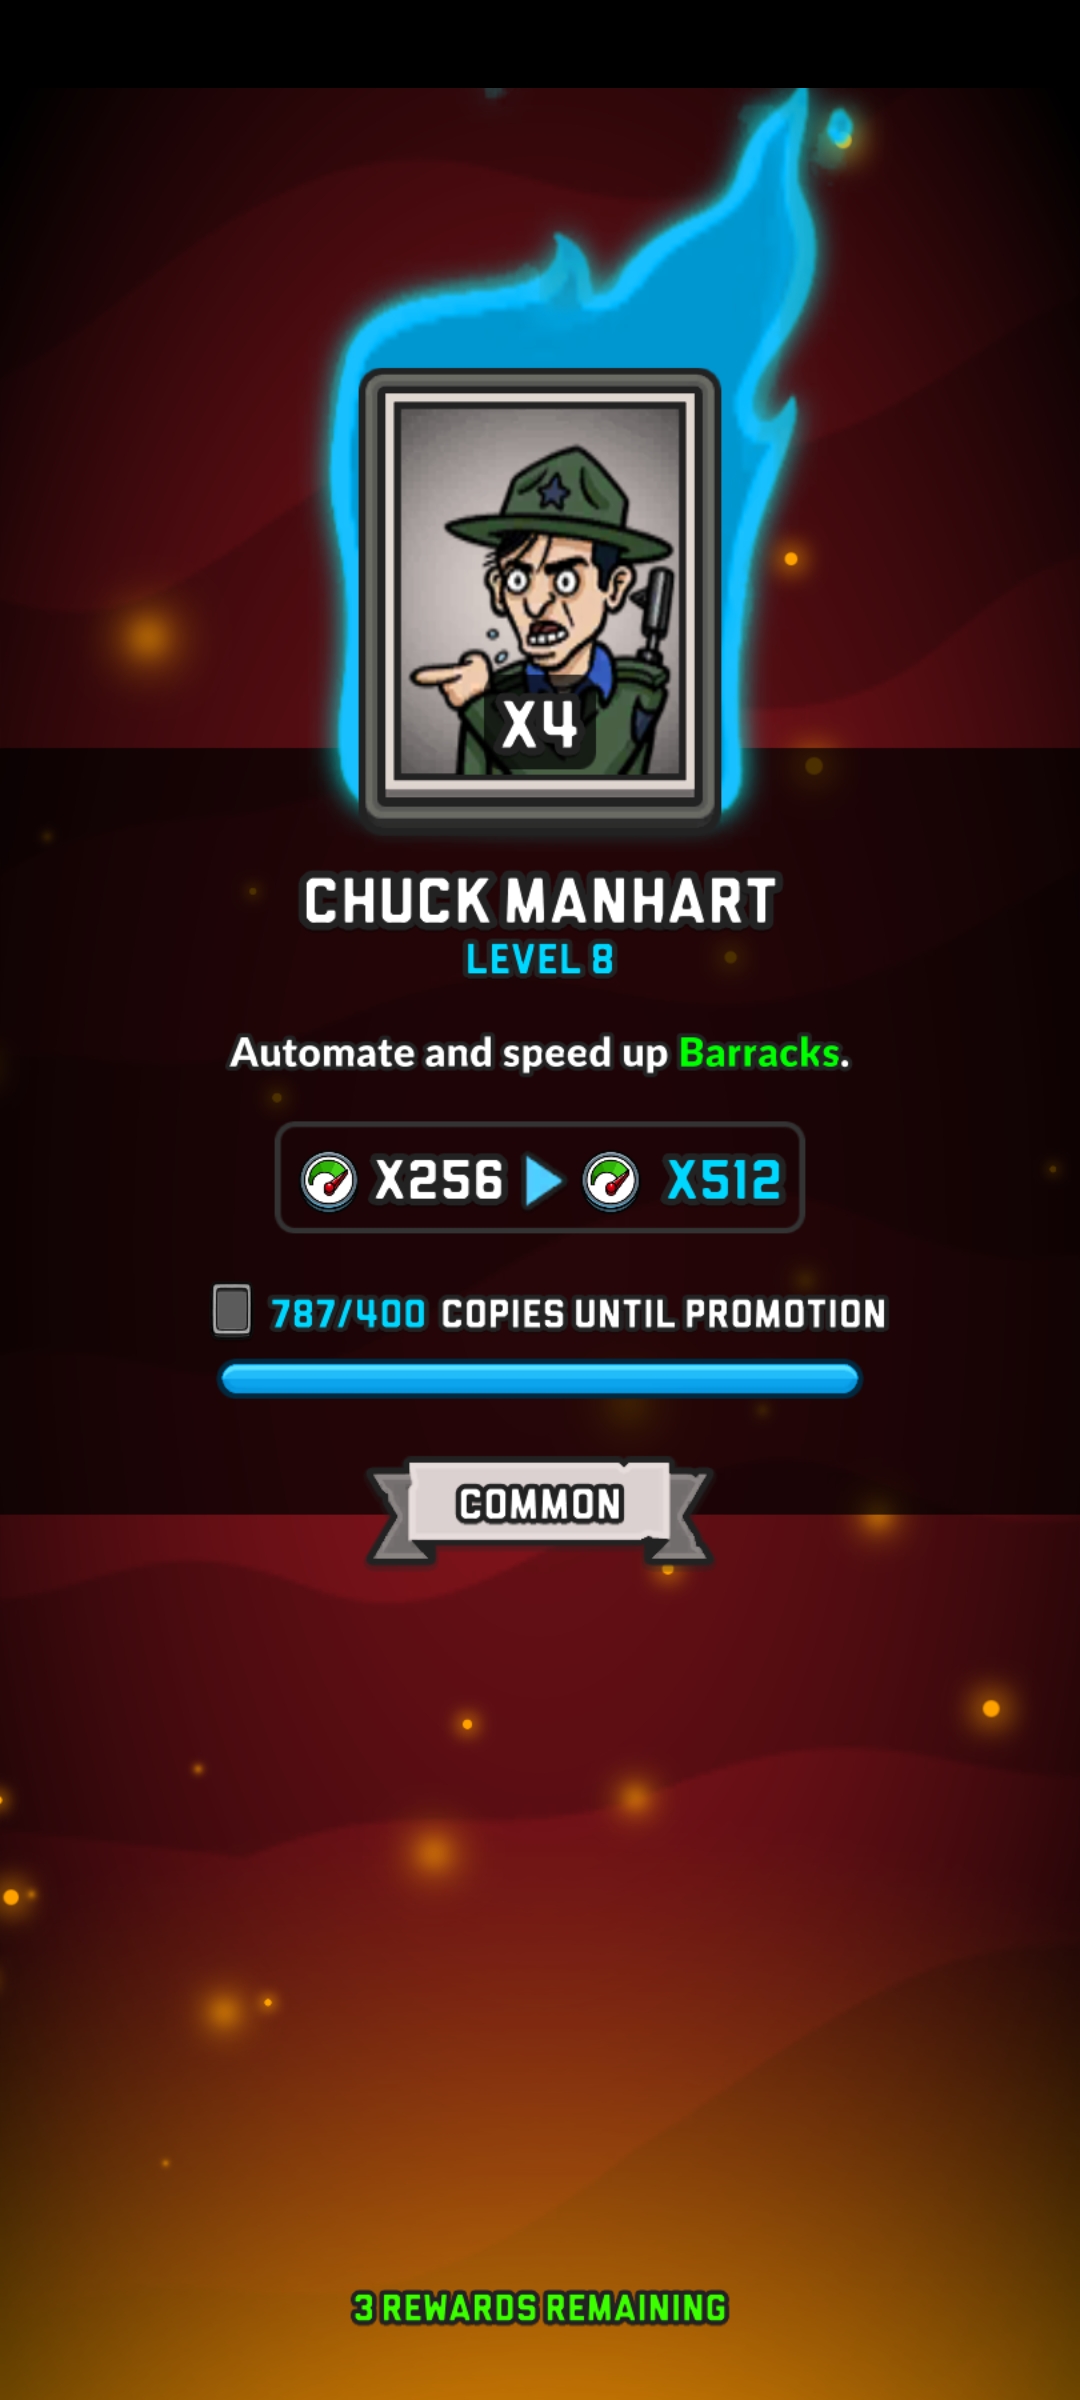 X4
CHUCK MANHART
LEVEL 8
Automate and speed up Barracks.
X256 X512
787/400 COPIES UNTIL PROMOTION
COMMON
3 REWARDS REMAINING